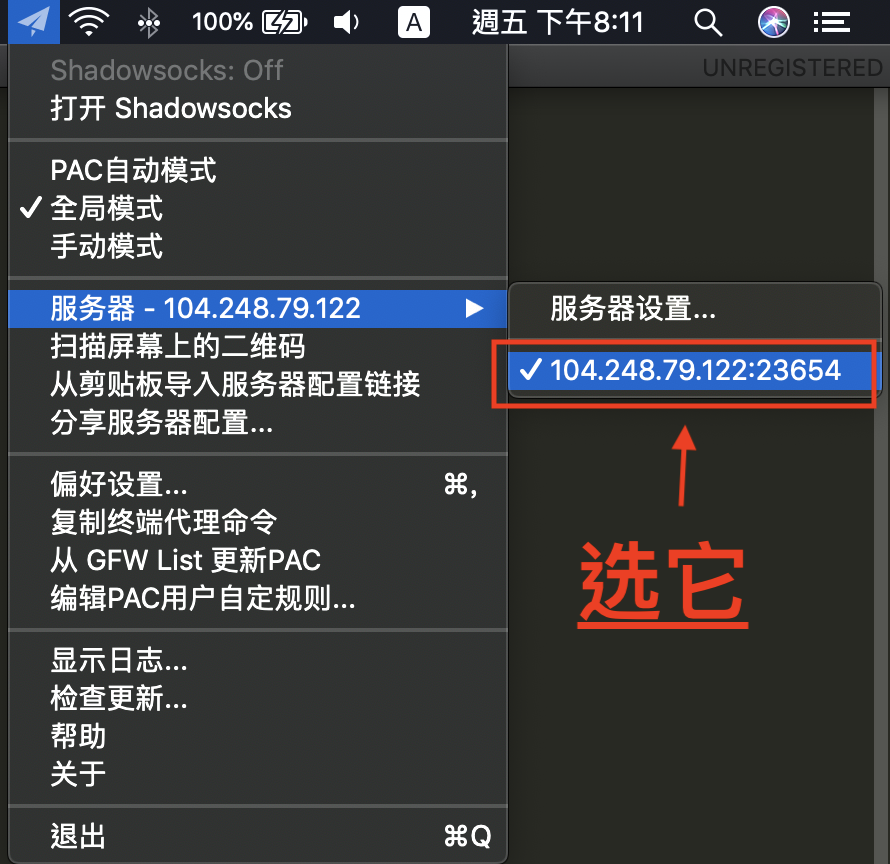 100% A 週五 下午8:11
UNREGISTERED
Shadowsocks: Off
打开 Shadowsocks
PAC自动模式
✓ 全局模式
手动模式
服务器 - 104.248.79.122 ▶
扫描屏幕上的二维码
从剪贴板导入服务器配置链接
分享服务器配置...
偏好设置... ⌘,
复制终端代理命令
从 GFW List 更新PAC
编辑PAC用户自定规则...
显示日志...
检查更新...
帮助
关于
退出 ⌘Q
服务器设置...
✓ 104.248.79.122:23654
选它